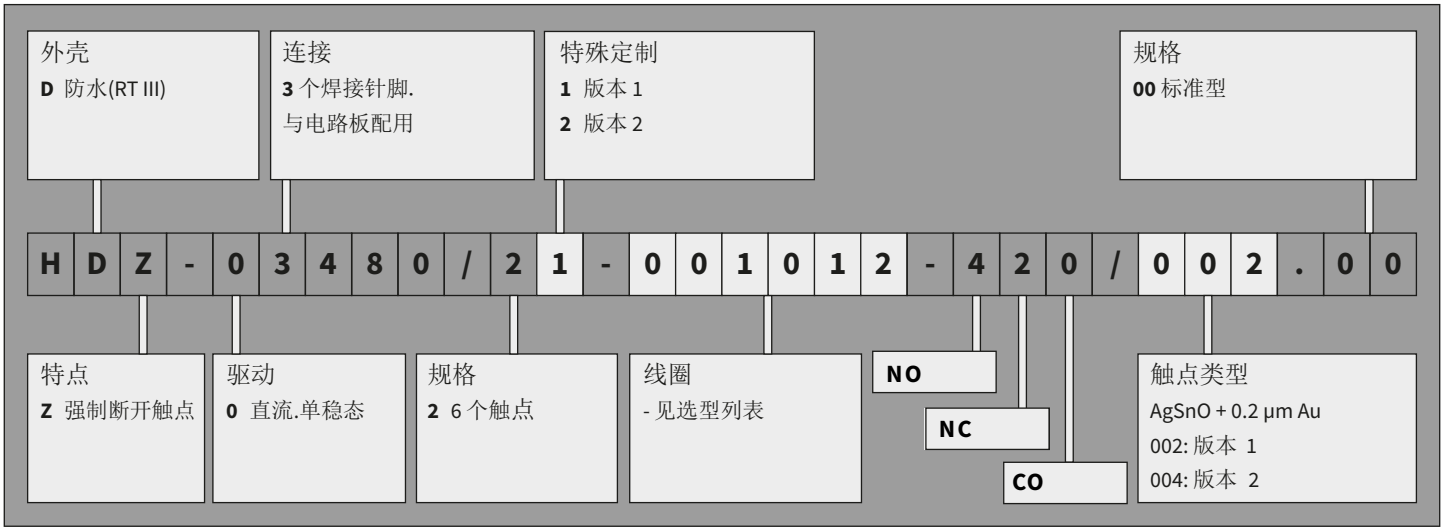 外壳
D 防水(RT III)
连接
3 个焊接针脚.
与电路板配用
特殊定制
1 版本 1
2 版本 2
规格
00 标准型
H D Z - 0 3 4 8 0 / 2 1 - 0 0 1 0 1 2 - 4 2 0 / 0 0 2 . 0 0
特点
Z 强制断开触点
驱动
0 直流.单稳态
规格
2 6 个触点
线圈
- 见选型列表
NO
NC
CO
触点类型
AgSnO + 0.2 µm Au
002: 版本 1
004: 版本 2